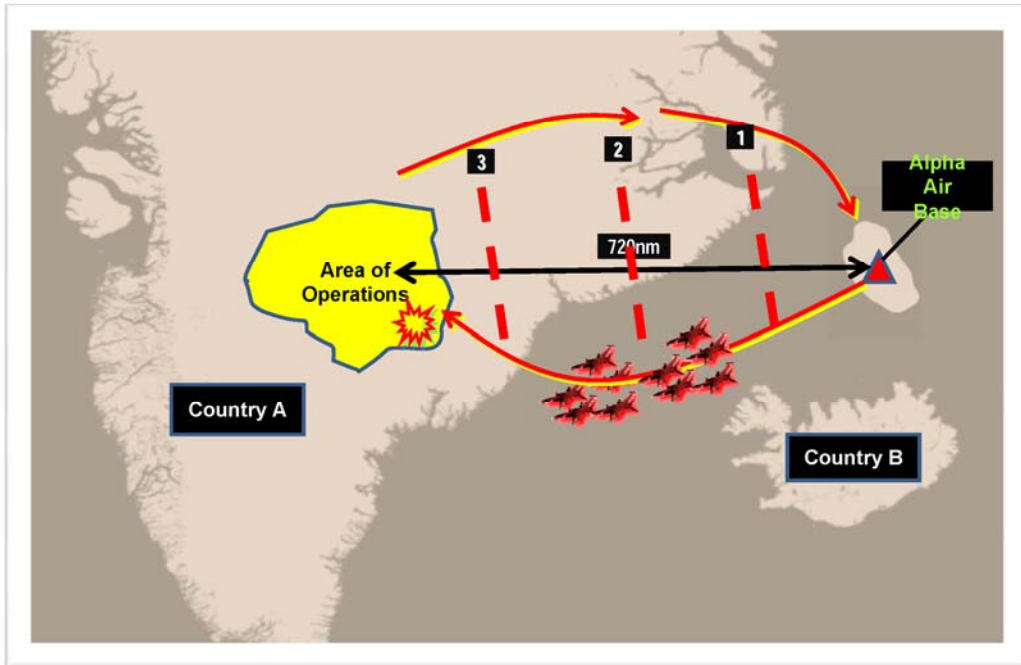 1
2
3
Alpha
Air
Base
720nm
Area of
Operations
Country A
Country B